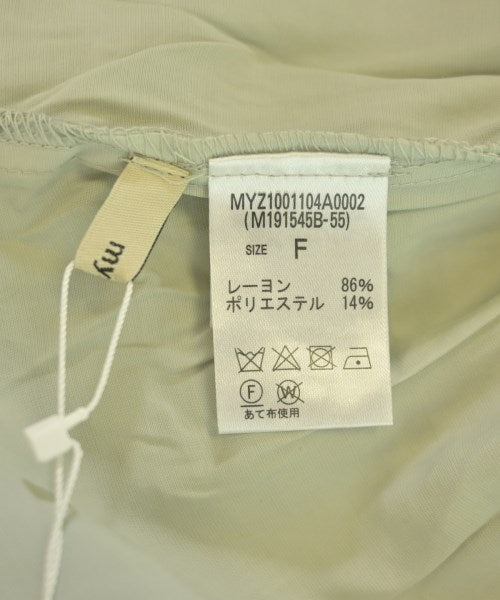 my
MYZ1001104A0002
(M191545B-55)
SIZE F
レーヨン 86%
ポリエステル 14%
F W
あて布使用